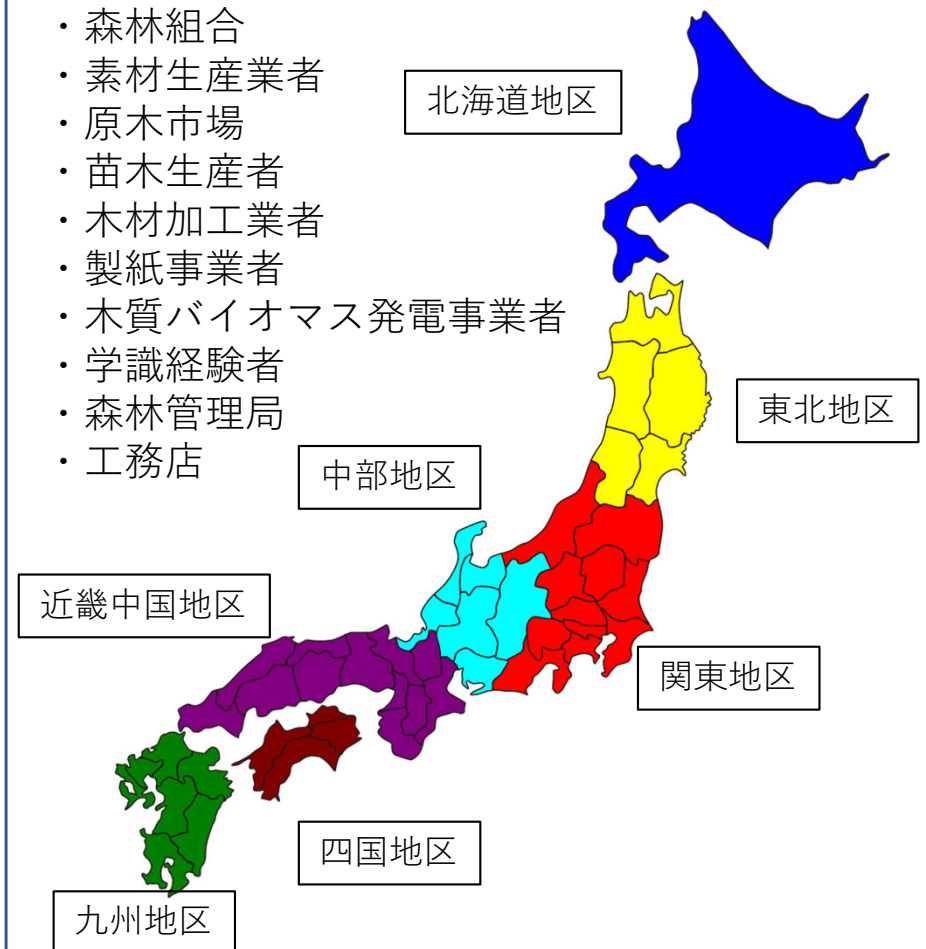 ・森林組合
・素材生産業者
・原木市場
・苗木生産者
・木材加工業者
・製紙事業者
・木質バイオマス発電事業者
・学識経験者
・森林管理局
・工務店
北海道地区
東北地区
中部地区
近畿中国地区
関東地区
四国地区
九州地区